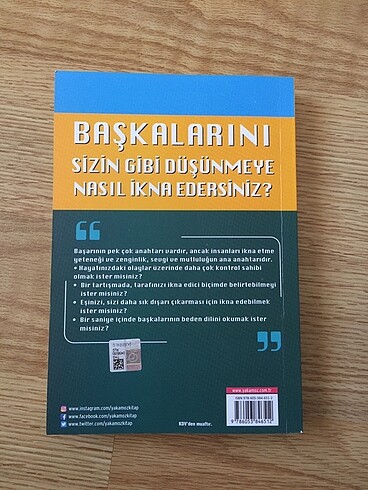 BAŞKALARINI
SİZİN GİBİ DÜŞÜNMEYE
NASIL İKNA EDERSİNİZ?
Başarının pek çok anahtarı vardır, ancak insanları ikna etme
yeteneği ve zenginlik, sevgi ve mutluluğun ana anahtarıdır.
• Hayatınızdaki olaylar üzerinde daha çok kontrol sahibi
olmak ister misiniz?
• Bir tartışmada, tarafınızı ikna edici biçimde belirtebilmeyi
ister misiniz?
• Eşinizi, sizi daha sık dışarı çıkarması için ikna edebilmek
ister misiniz?
• Bir saniye içinde başkalarının beden dilini okumak ister
misiniz?
www.yakamoz.com.tr
www.instagram.com/yakamozkitap
www.facebook.com/yakamozkitap
www.twitter.com/yakamozkitap
KDV'den muaftır.
9 786053 846512